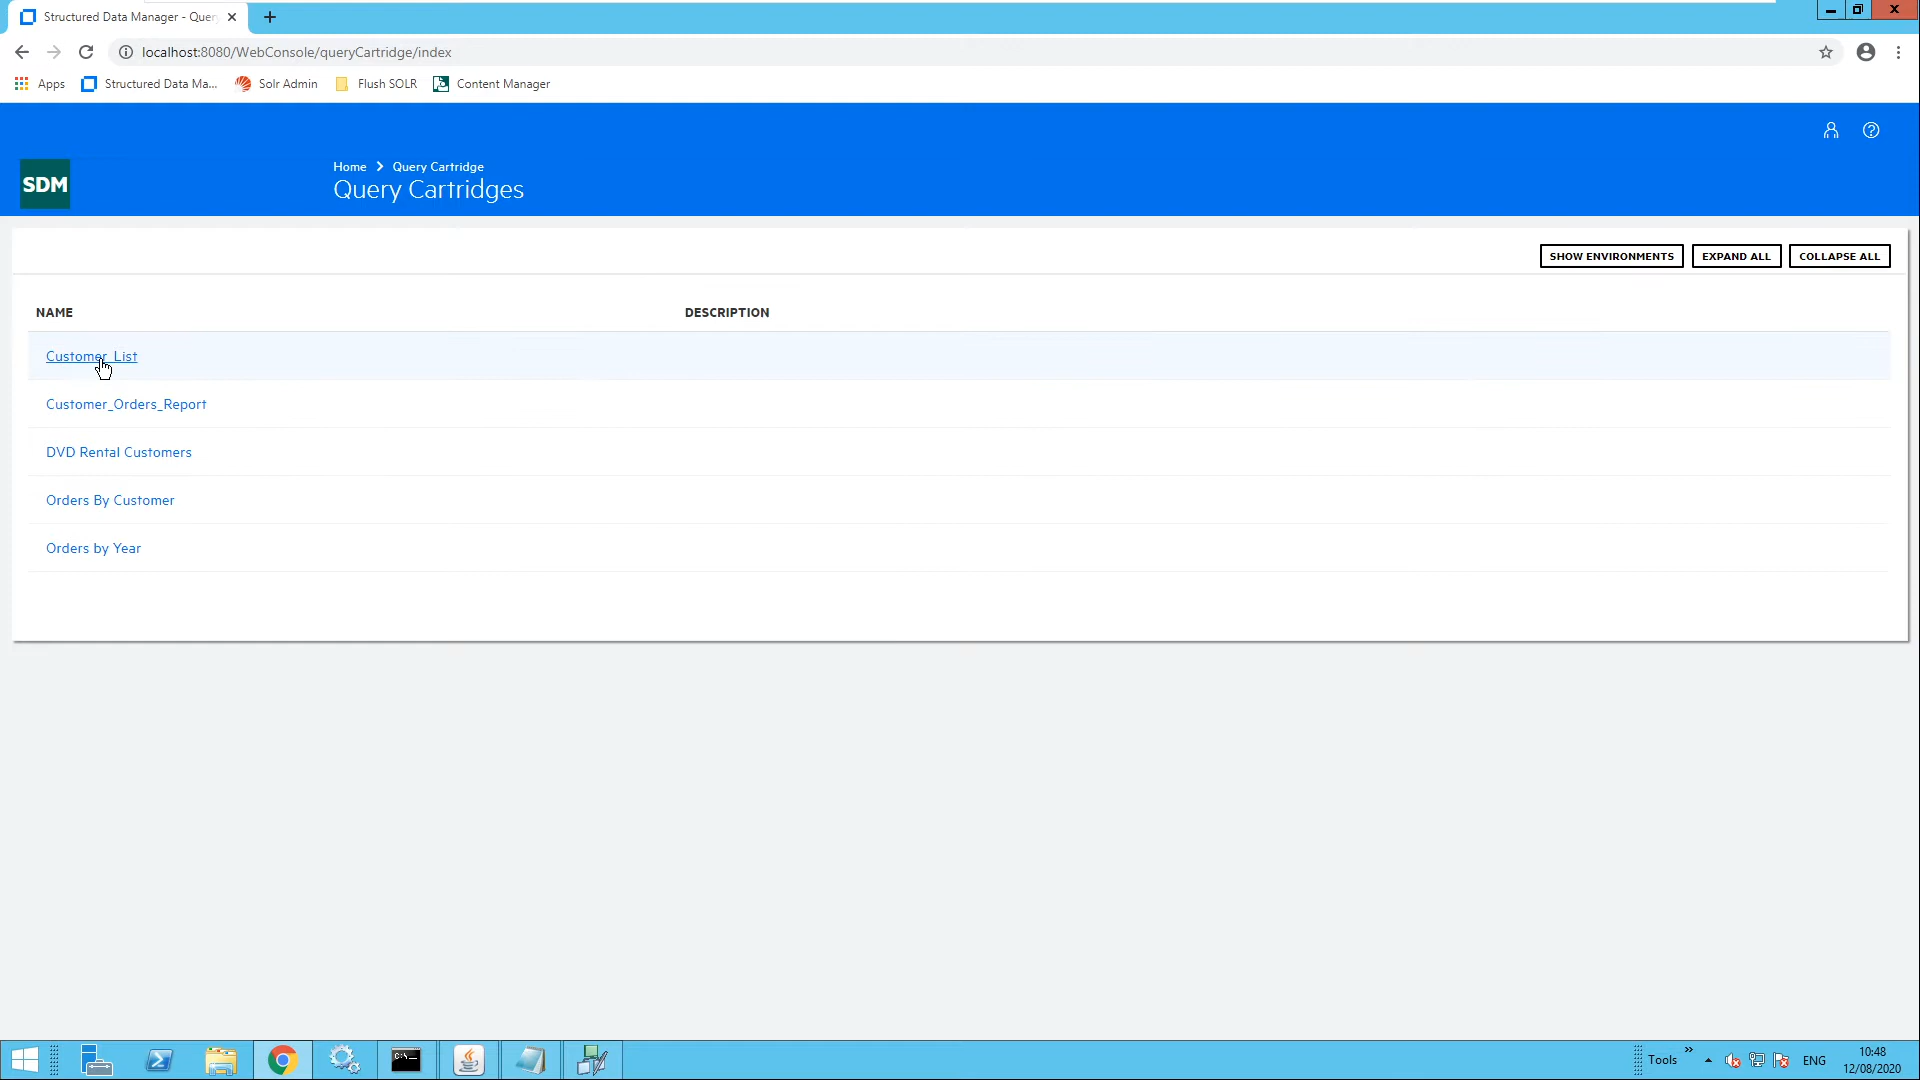 Structured Data Manager - Quer
localhost:8080/WebConsole/queryCartridge/index
Apps
Structured Data Ma...
Solr Admin
Flush SOLR
Content Manager
SDM
Home
Query Cartridge
Query Cartridges
SHOW ENVIRONMENTS
EXPAND ALL
COLLAPSE ALL
NAME
DESCRIPTION
Customer_List
Customer_Orders_Report
DVD Rental Customers
Orders By Customer
Orders by Year
C:\_
Tools
ENG
10:48
12/08/2020